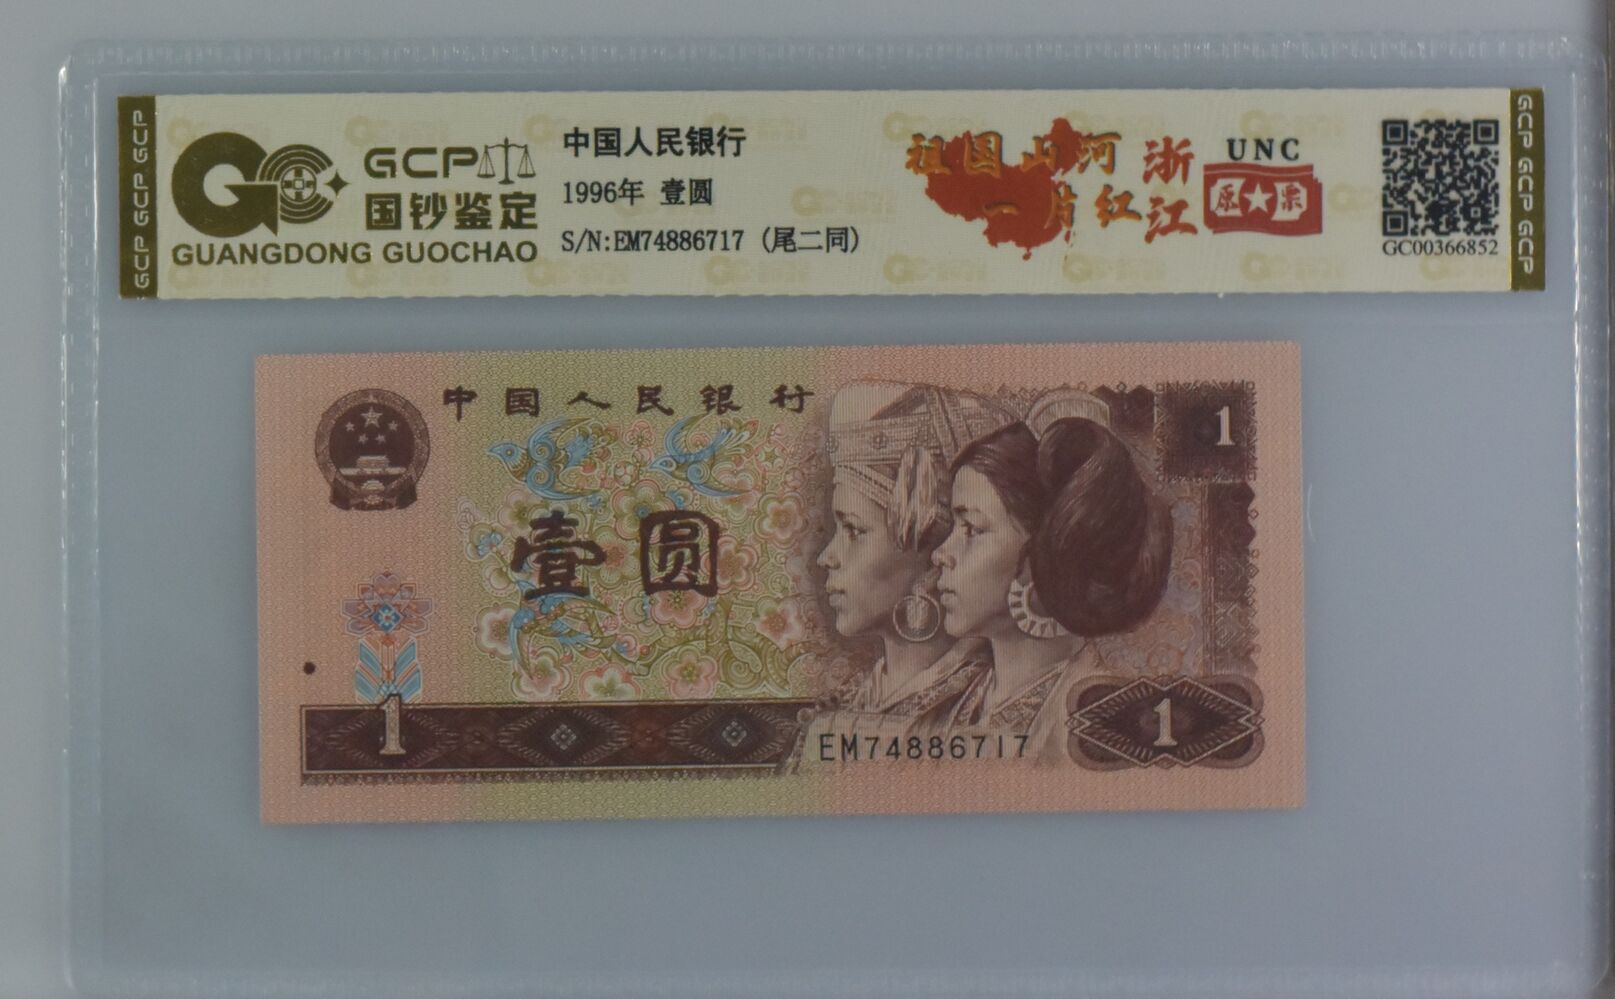 GCP GCP GCP
GCP
国钞鉴定
GUANGDONG GUOCHAO
中国人民银行
1996年 壹圆
S/N:EM74886717 (尾二同)
祖国山河
一片红
浙江
UNC
原★票
GC00366852
GCP GCP GCP
中国人民银行
壹圆
1
1
1
EM74886717